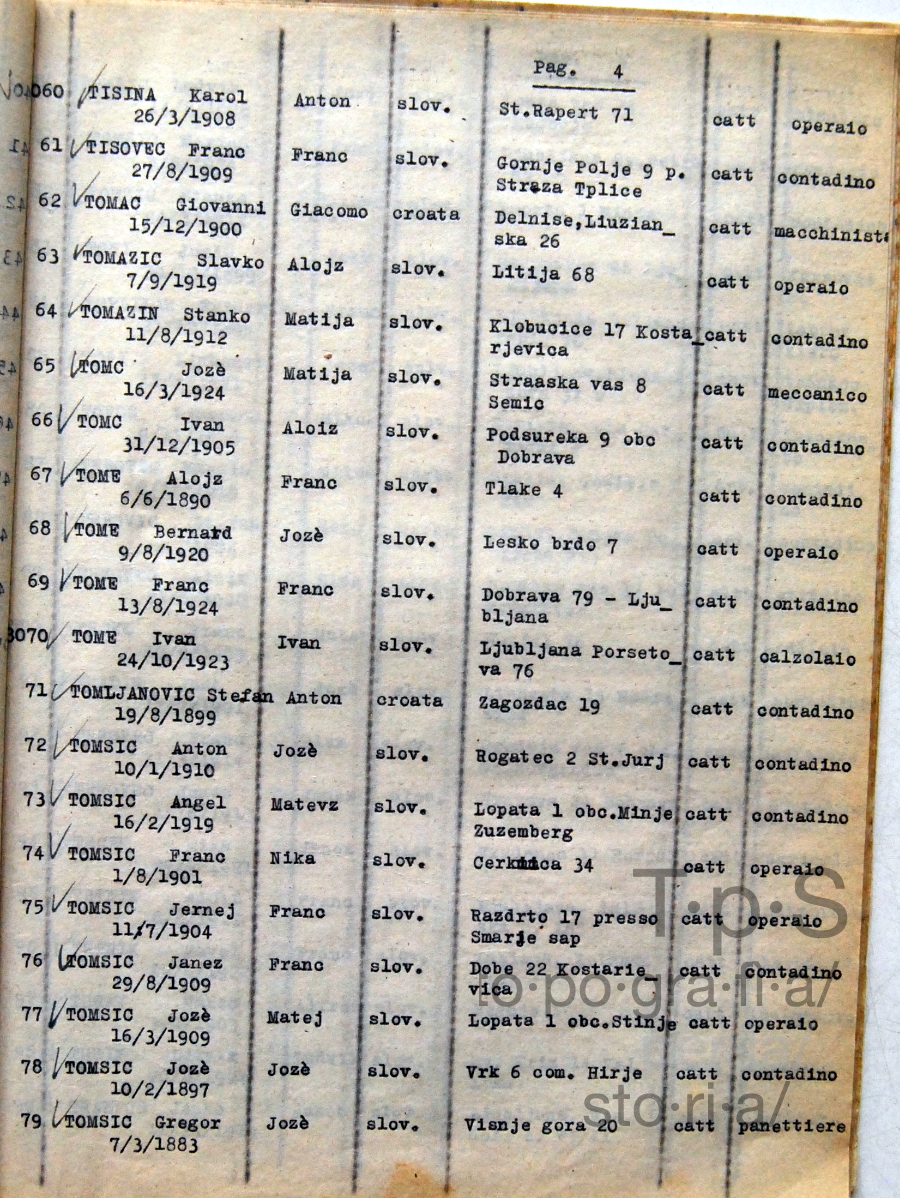 Pag. 4
3060 TISINA Karol Anton slov. St.Rapert 71 catt operaio
26/3/1908
61 TISOVEC Franc Franc slov. Gornje Polje 9 p. catt contadino
27/8/1909 Straza Tplice
62 TOMAC Giovanni Giacomo croata Delnise,Liuzian_ catt macchinista
15/12/1900 ska 26
63 TOMAZIC Slavko Alojz slov. Litija 68 catt operaio
7/9/1919
64 TOMAZIN Stanko Matija slov. Klobucice 17 Kosta_ catt contadino
11/8/1912 rjevica
65 TOMC Jozè Matija slov. Straaska vas 8 catt meccanico
16/3/1924 Semic
66 TOMC Ivan Aloiz slov. Podsureka 9 obc catt contadino
31/12/1905 Dobrava
67 TOME Alojz Franc slov. Tlake 4 catt contadino
6/6/1890
68 TOME Bernard Jozè slov. Lesko brdo 7 catt operaio
9/8/1920
69 TOME Franc Franc slov. Dobrava 79 - Lju_ catt contadino
13/8/1924 bljana
3070 TOME Ivan Ivan slov. Ljubljana Porseto_ catt calzolaio
24/10/1923 va 76
71 TOMLJANOVIC Stefan Anton croata Zagozdac 19 catt contadino
19/8/1899
72 TOMSIC Anton Jozè slov. Rogatec 2 St.Jurj catt contadino
10/1/1910
73 TOMSIC Angel Matevz slov. Lopata 1 obc.Minje catt contadino
16/2/1919 Zuzemberg
74 TOMSIC Franc Nika slov. Cerknica 34 catt operaio
1/8/1901
75 TOMSIC Jernej Franc slov. Razdrto 17 presso catt operaio
11/7/1904 Smarje sap
76 TOMSIC Janez Franc slov. Dobe 22 Kostarie_ catt contadino
29/8/1909 vica
77 TOMSIC Jozè Matej slov. Lopata 1 obc.Stinje catt operaio
16/3/1909
78 TOMSIC Jozè Jozè slov. Vrk 6 com. Hirje catt contadino
10/2/1897
79 TOMSIC Gregor Jozè slov. Visnje gora 20 catt panettiere
7/3/1883
T·p·S
to·po·gra·fi·a/
sto·ri·a/